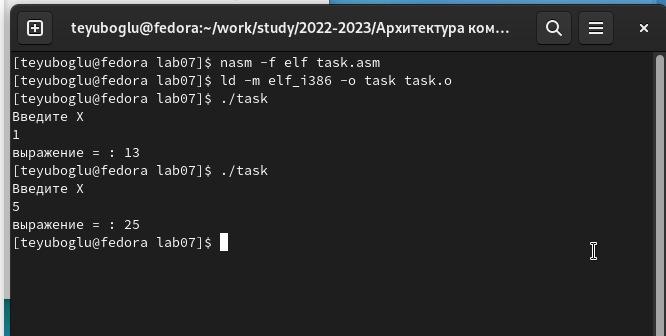 teyuboglu@fedora:~/work/study/2022-2023/Архитектура ком...
[teyuboglu@fedora lab07]$ nasm -f elf task.asm
[teyuboglu@fedora lab07]$ ld -m elf_i386 -o task task.o
[teyuboglu@fedora lab07]$ ./task
Введите X
1
выражение = : 13
[teyuboglu@fedora lab07]$ ./task
Введите X
5
выражение = : 25
[teyuboglu@fedora lab07]$